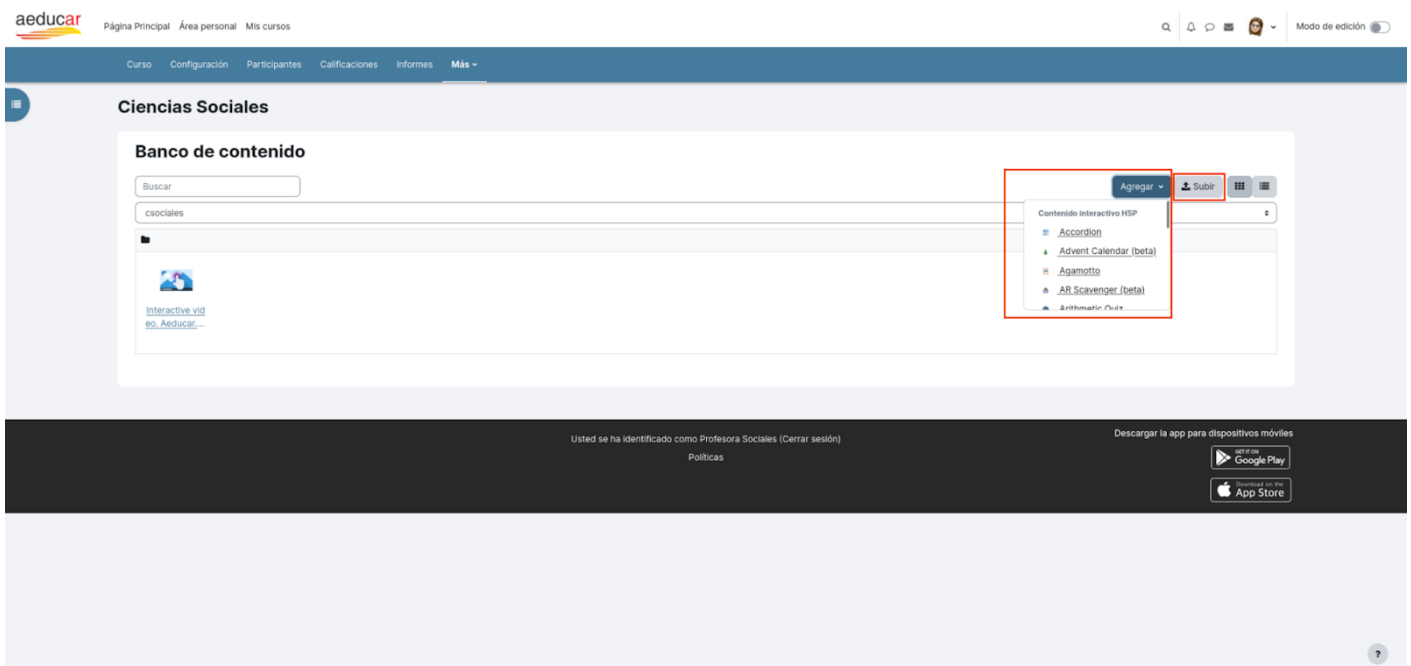 aeducar
Página Principal Área personal Mis cursos
Modo de edición
Curso Configuración Participantes Calificaciones Informes Más
Ciencias Sociales
Banco de contenido
Buscar
Agregar
Subir
csociales
Contenido interactivo H5P
Accordion
Advent Calendar (beta)
Agamotto
AR Scavenger (beta)
Arithmetic Quiz
Interactive vid
eo. Aeducar....
Usted se ha identificado como Profesora Sociales (Cerrar sesión)
Políticas
Descargar la app para dispositivos móviles
GET IT ON
Google Play
Download on the
App Store
?